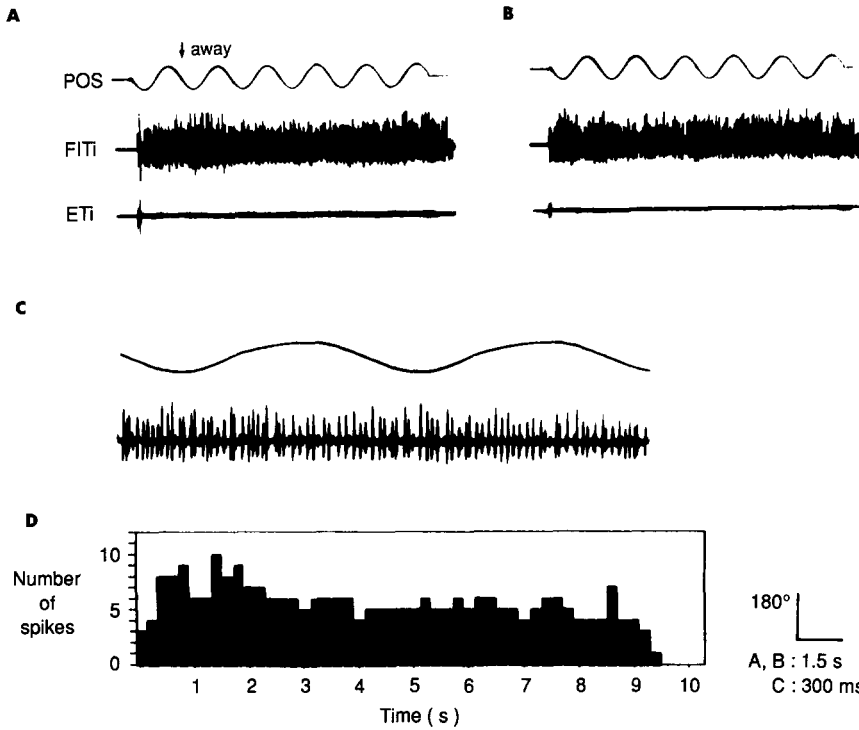 A
B
away
POS
FITi
ETi
C
D
10
5
0
Number
of
spikes
1 2 3 4 5 6 7 8 9 10
Time ( s )
180°
A, B : 1.5 s
C : 300 ms